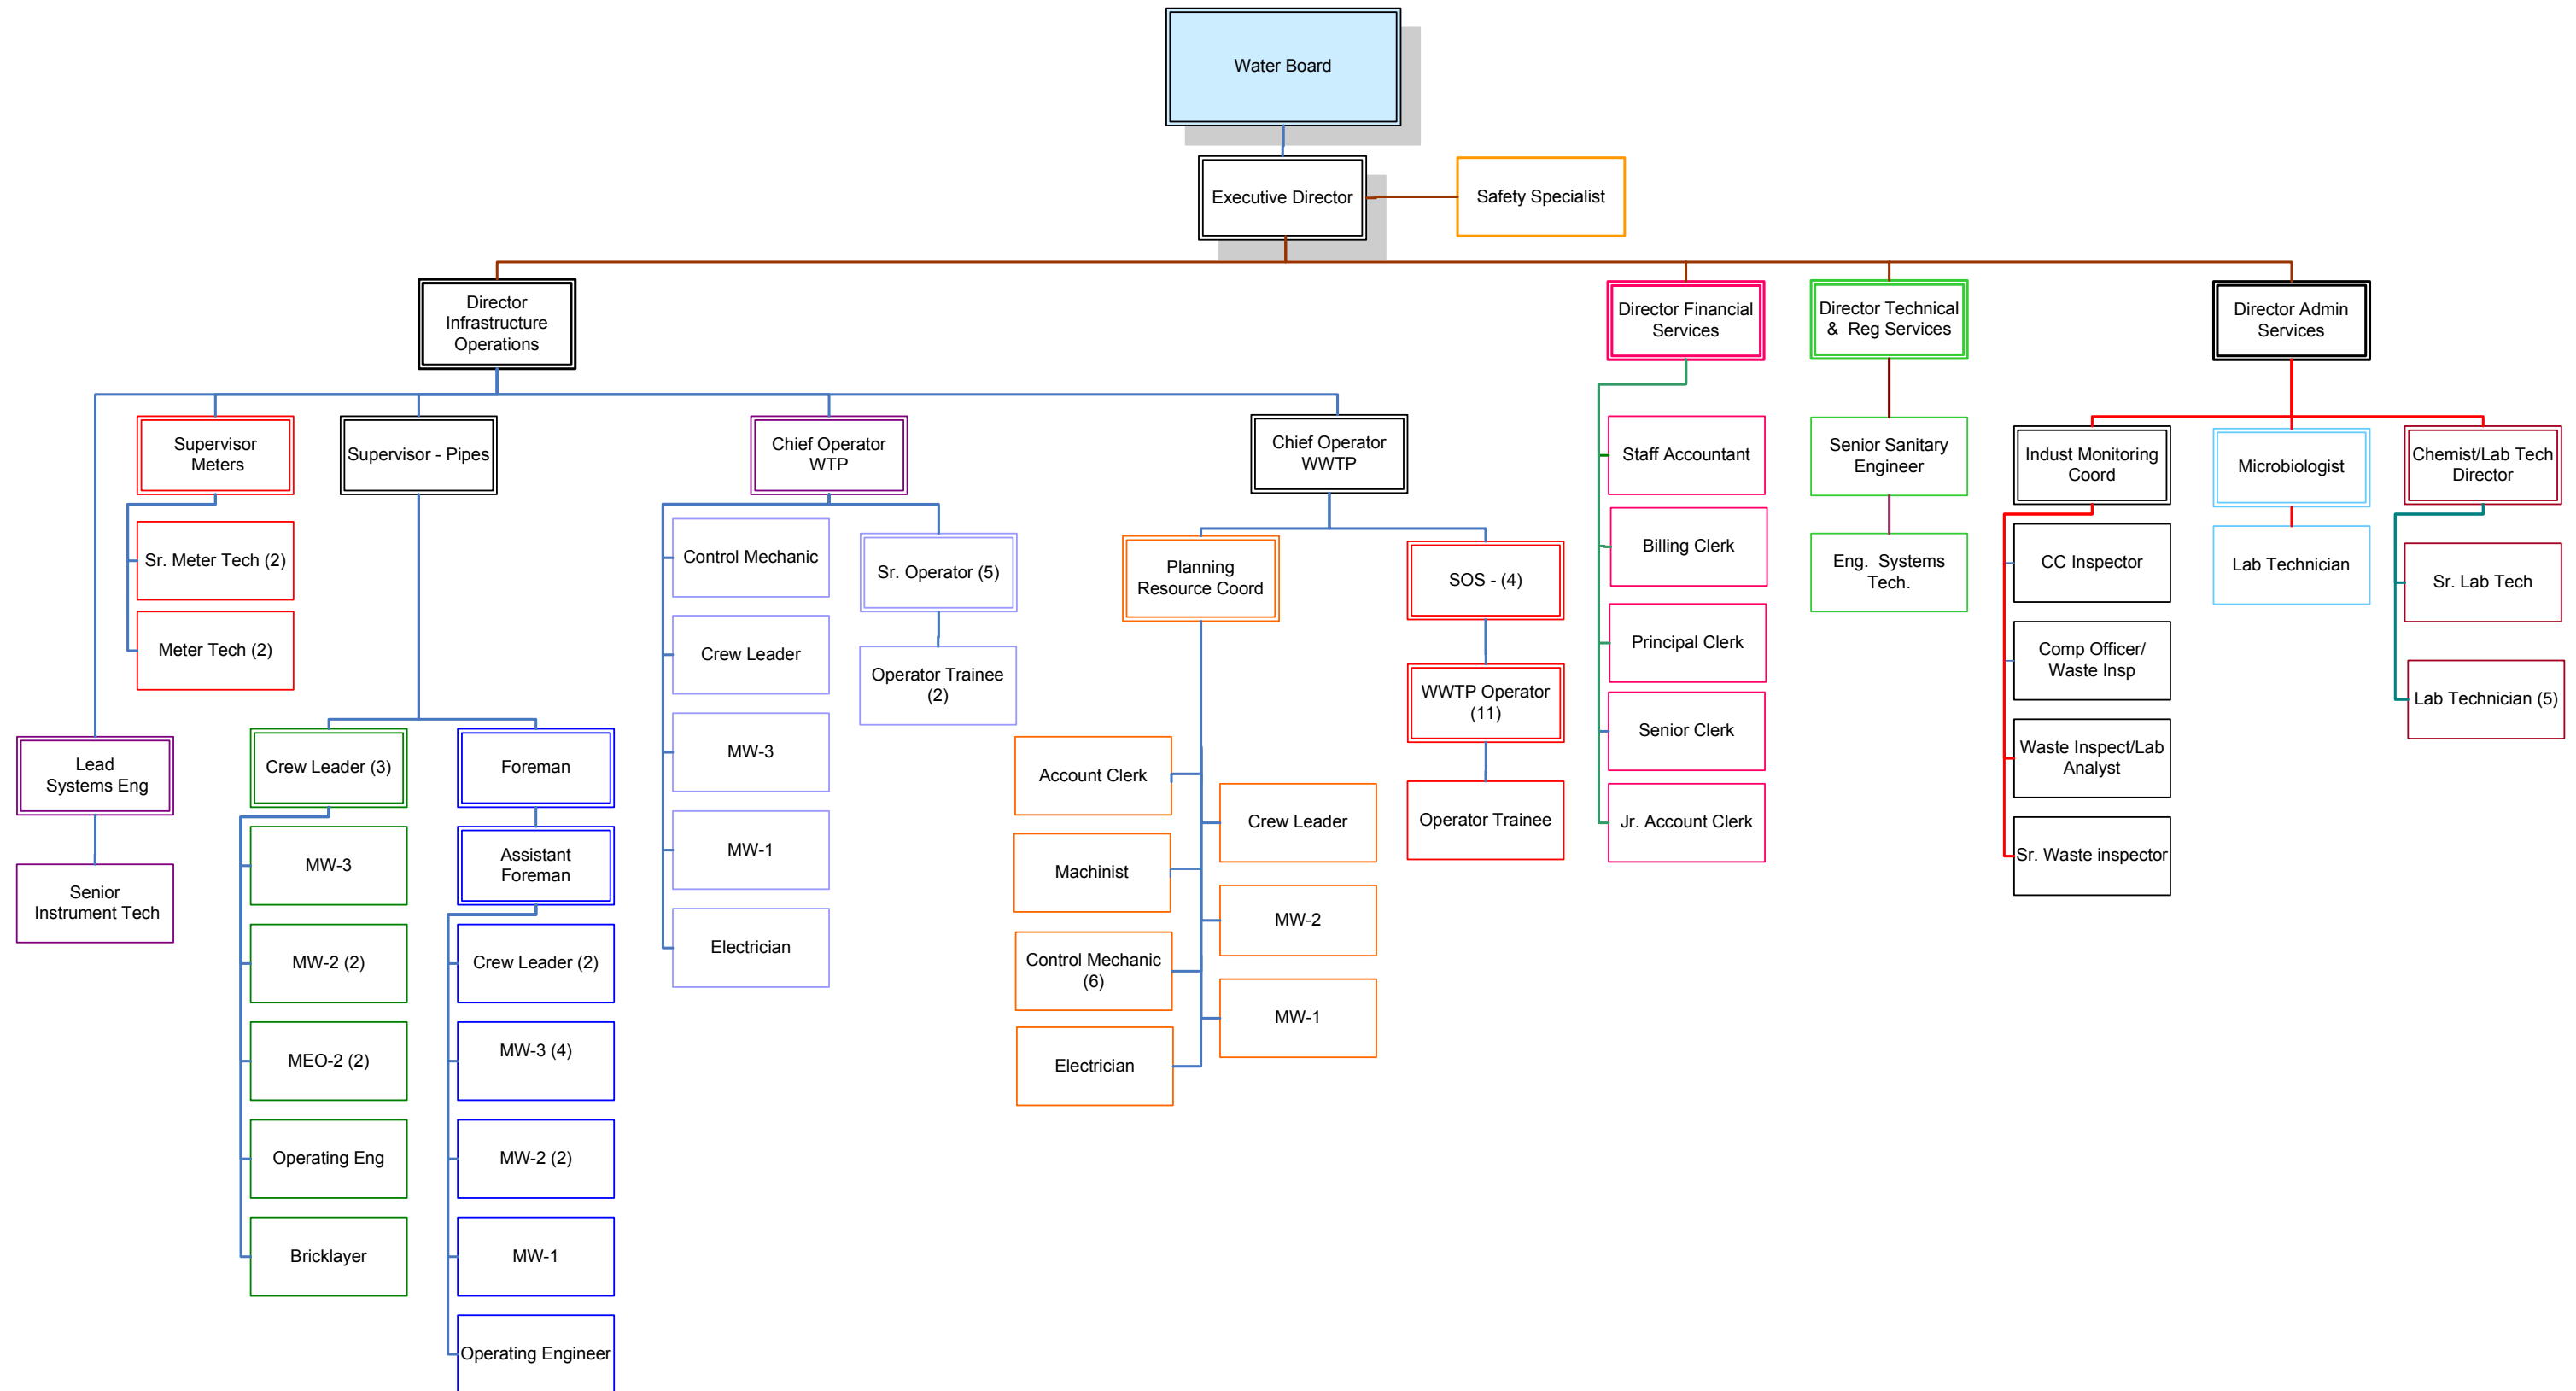 Water Board
Executive Director
Safety Specialist
Director
Infrastructure
Operations
Director Financial
Services
Director Technical
& Reg Services
Director Admin
Services
Supervisor
Meters
Sr. Meter Tech (2)
Meter Tech (2)
Supervisor - Pipes
Chief Operator
WTP
Chief Operator
WWTP
Lead
Systems Eng
Senior
Instrument Tech
Crew Leader (3)
MW-3
MW-2 (2)
MEO-2 (2)
Operating Eng
Bricklayer
Foreman
Assistant
Foreman
Crew Leader (2)
MW-3 (4)
MW-2 (2)
MW-1
Operating Engineer
Control Mechanic
Crew Leader
MW-3
MW-1
Electrician
Sr. Operator (5)
Operator Trainee
(2)
Planning
Resource Coord
Account Clerk
Machinist
Control Mechanic
(6)
Electrician
Crew Leader
MW-2
MW-1
SOS - (4)
WWTP Operator
(11)
Operator Trainee
Staff Accountant
Billing Clerk
Principal Clerk
Senior Clerk
Jr. Account Clerk
Senior Sanitary
Engineer
Eng. Systems
Tech.
Indust Monitoring
Coord
CC Inspector
Comp Officer/
Waste Insp
Waste Inspect/Lab
Analyst
Sr. Waste inspector
Microbiologist
Lab Technician
Chemist/Lab Tech
Director
Sr. Lab Tech
Lab Technician (5)